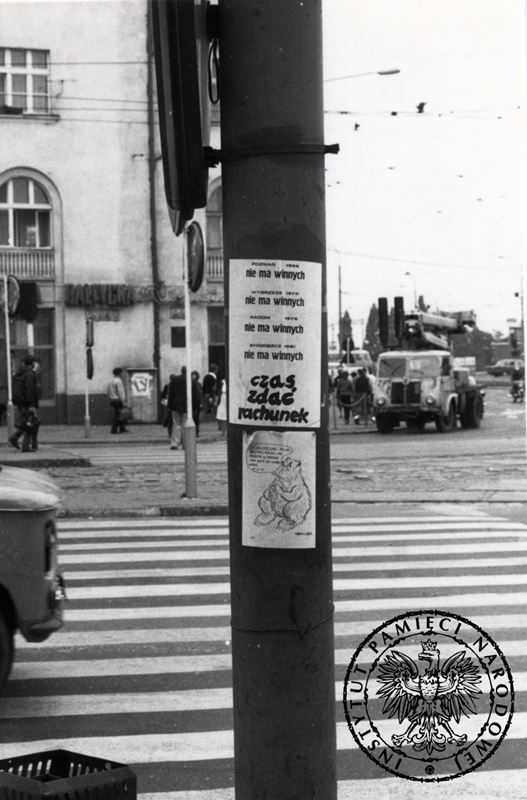 POZNAŃ 1956
nie ma winnych
WYBRZEŻE 1970
nie ma winnych
RADOM 1976
nie ma winnych
BYDGOSZCZ 1981
nie ma winnych
czas
zdać
rachunek
INSTYTUT PAMIĘCI NARODOWEJ